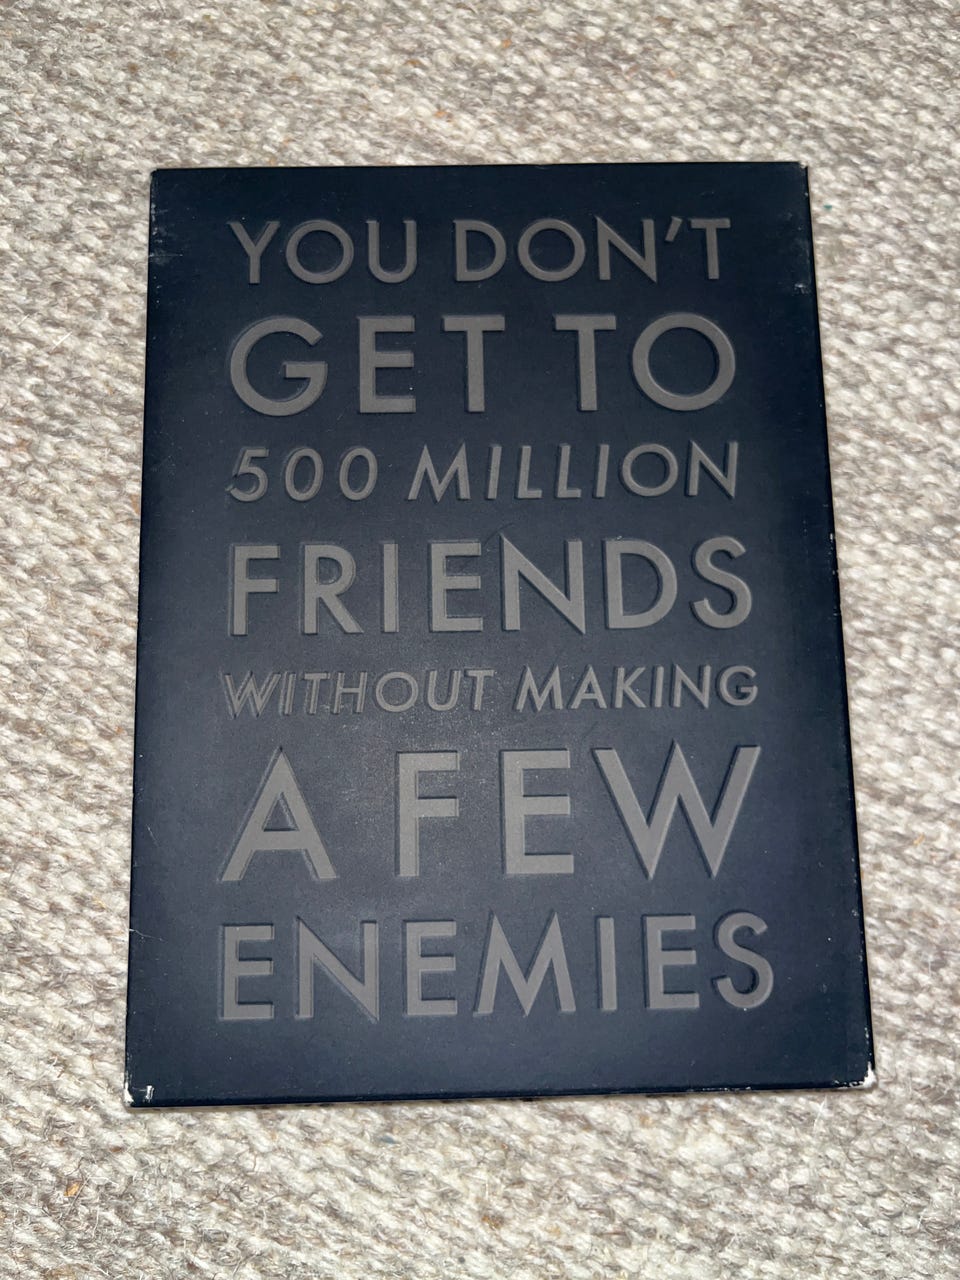 YOU DON'T
GET TO
500 MILLION
FRIENDS
WITHOUT MAKING
A FEW
ENEMIES